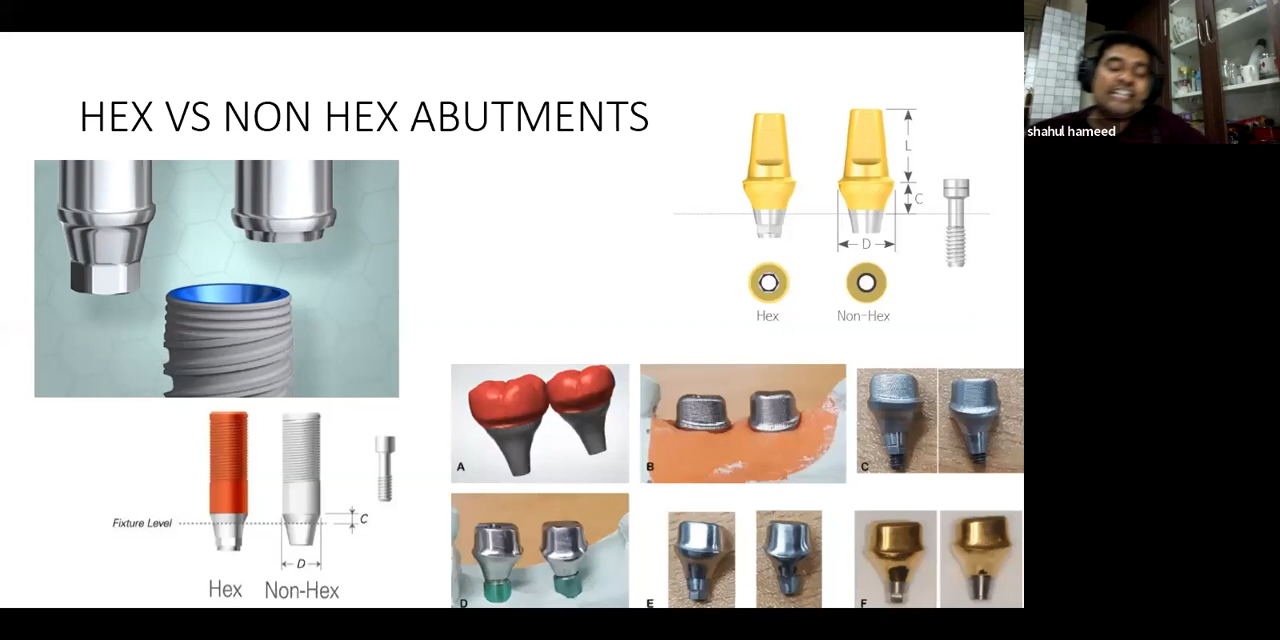 HEX VS NON HEX ABUTMENTS
shahul hameed
L
C
D
Hex
Non-Hex
A
B
C
Fixture Level
C
D
Hex
Non-Hex
D
E
F